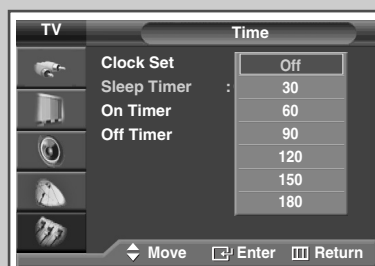 TV
Time
Clock Set
Sleep Timer :
On Timer
Off Timer
Off
30
60
90
120
150
180
Move Enter Return